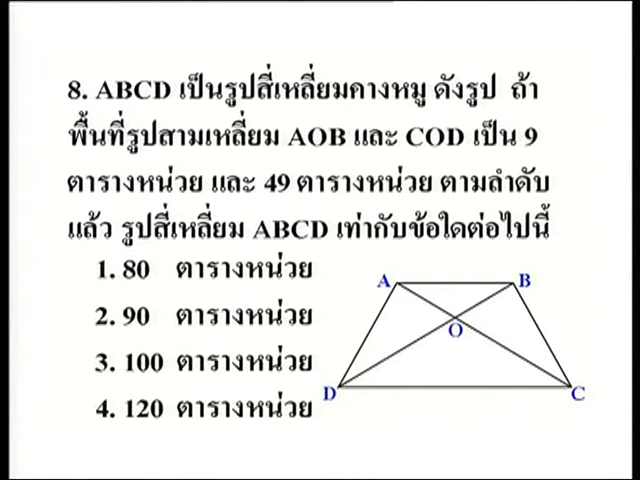 8. ABCD เป็นรูปสี่เหลี่ยมคางหมู ดังรูป ถ้า
พื้นที่รูปสามเหลี่ยม AOB และ COD เป็น 9
ตารางหน่วย และ 49 ตารางหน่วย ตามลำดับ
แล้ว รูปสี่เหลี่ยม ABCD เท่ากับข้อใดต่อไปนี้
1. 80 ตารางหน่วย
2. 90 ตารางหน่วย
3. 100 ตารางหน่วย
4. 120 ตารางหน่วย
A B
O
D C